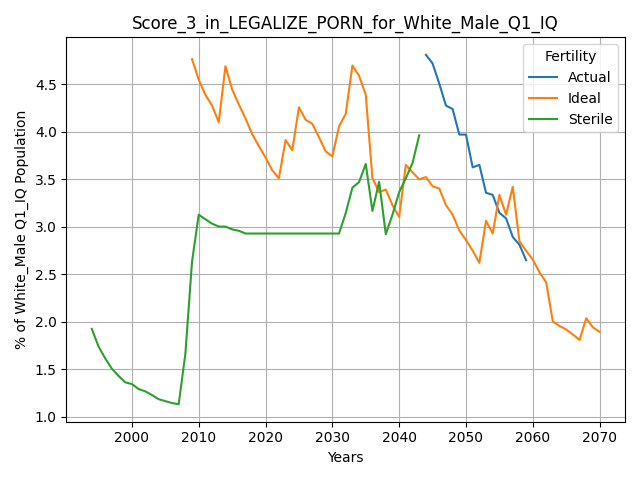 Score_3_in_LEGALIZE_PORN_for_White_Male_Q1_IQ
Fertility
Actual
Ideal
Sterile
% of White_Male Q1_IQ Population
4.5
4.0
3.5
3.0
2.5
2.0
1.5
1.0
2000
2010
2020
2030
2040
2050
2060
2070
Years